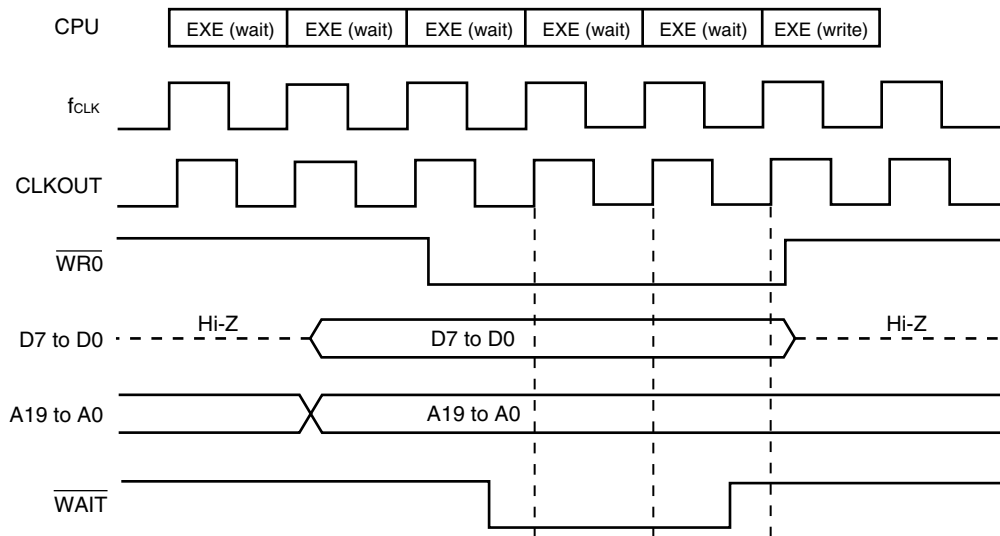 CPU EXE (wait) EXE (wait) EXE (wait) EXE (wait) EXE (wait) EXE (write)
fCLK
CLKOUT
WR0
D7 to D0 Hi-Z D7 to D0 Hi-Z
A19 to A0 A19 to A0
WAIT